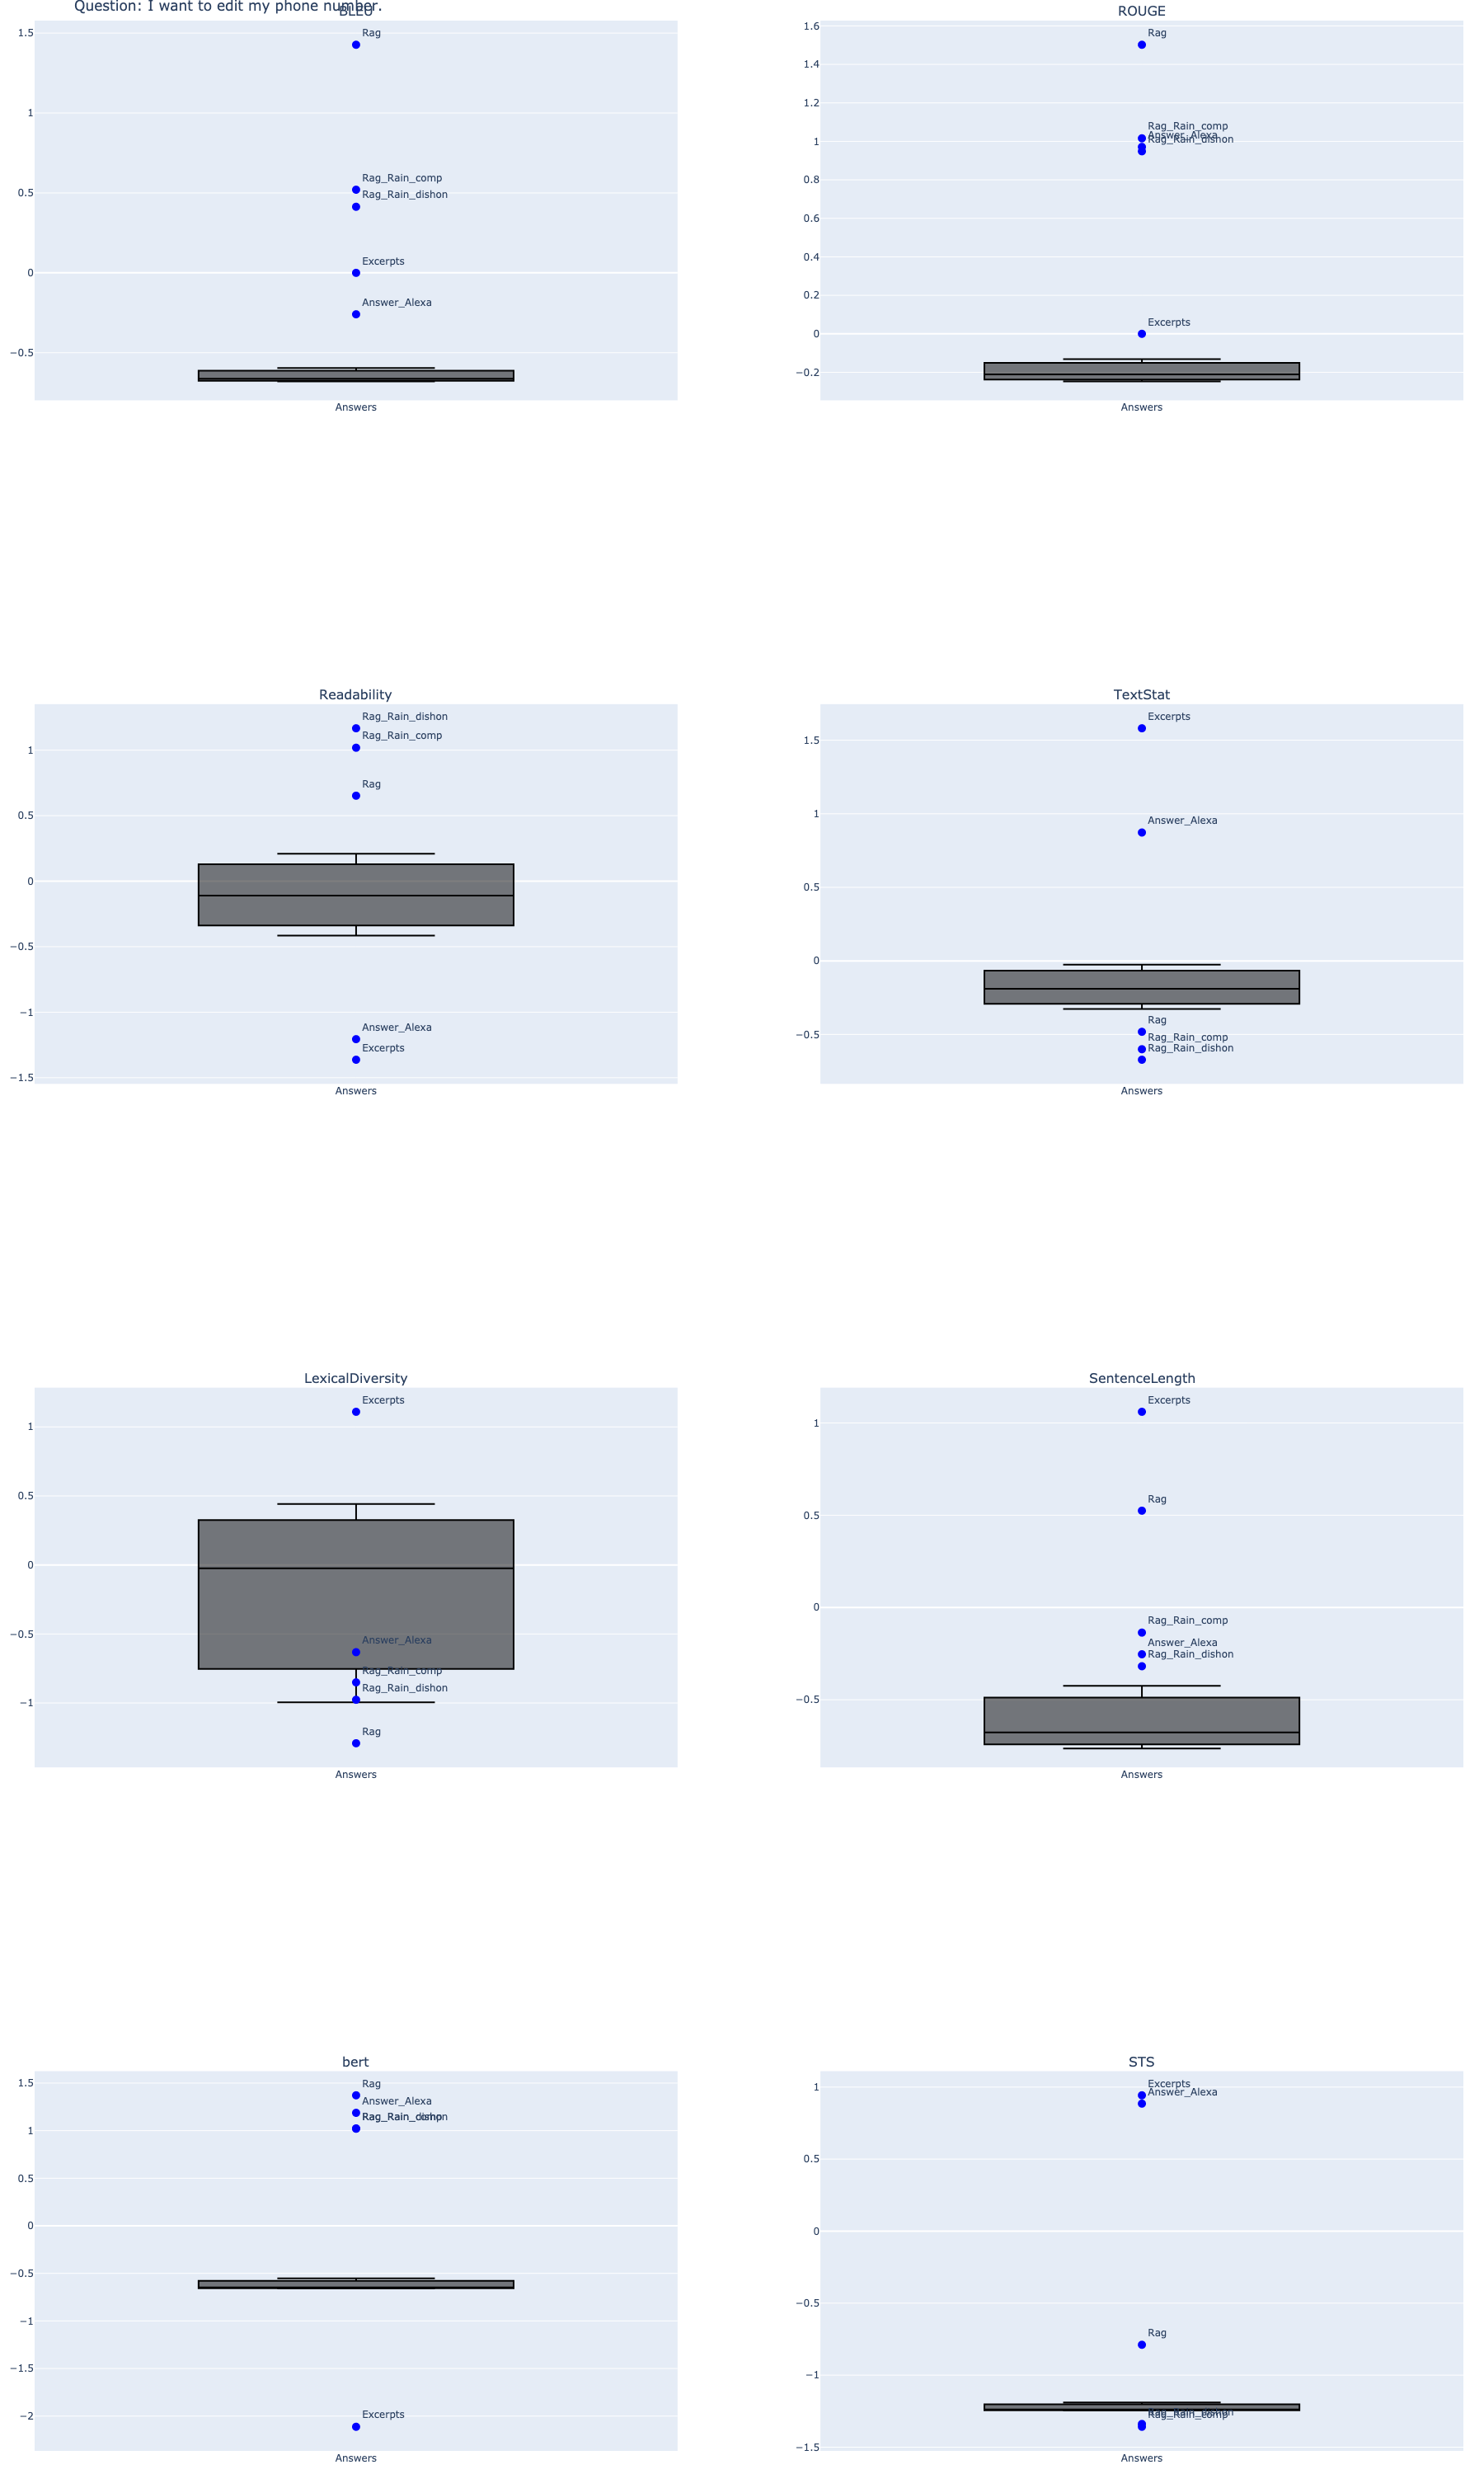 Question: I want to edit my phone number.
BLEU
1.5
1
0.5
0
−0.5
Rag
Rag_Rain_comp
Rag_Rain_dishon
Excerpts
Answer_Alexa
Answers
ROUGE
1.6
1.4
1.2
1
0.8
0.6
0.4
0.2
0
−0.2
Rag
Rag_Rain_comp
Answer_Alexa
Rag_Rain_dishon
Excerpts
Answers
Readability
1
0.5
0
−0.5
−1
−1.5
Rag_Rain_dishon
Rag_Rain_comp
Rag
Answer_Alexa
Excerpts
Answers
TextStat
1.5
1
0.5
0
−0.5
Excerpts
Answer_Alexa
Rag
Rag_Rain_comp
Rag_Rain_dishon
Answers
LexicalDiversity
1
0.5
0
−0.5
−1
Excerpts
Answer_Alexa
Rag_Rain_comp
Rag_Rain_dishon
Rag
Answers
SentenceLength
1
0.5
0
−0.5
Excerpts
Rag
Rag_Rain_comp
Answer_Alexa
Rag_Rain_dishon
Answers
bert
1.5
1
0.5
0
−0.5
−1
−1.5
−2
Rag
Answer_Alexa
Rag_Rain_comp
Rag_Rain_dishon
Excerpts
Answers
STS
1
0.5
0
−0.5
−1
−1.5
Excerpts
Answer_Alexa
Rag
Rag_Rain_dishon
Rag_Rain_comp
Answers